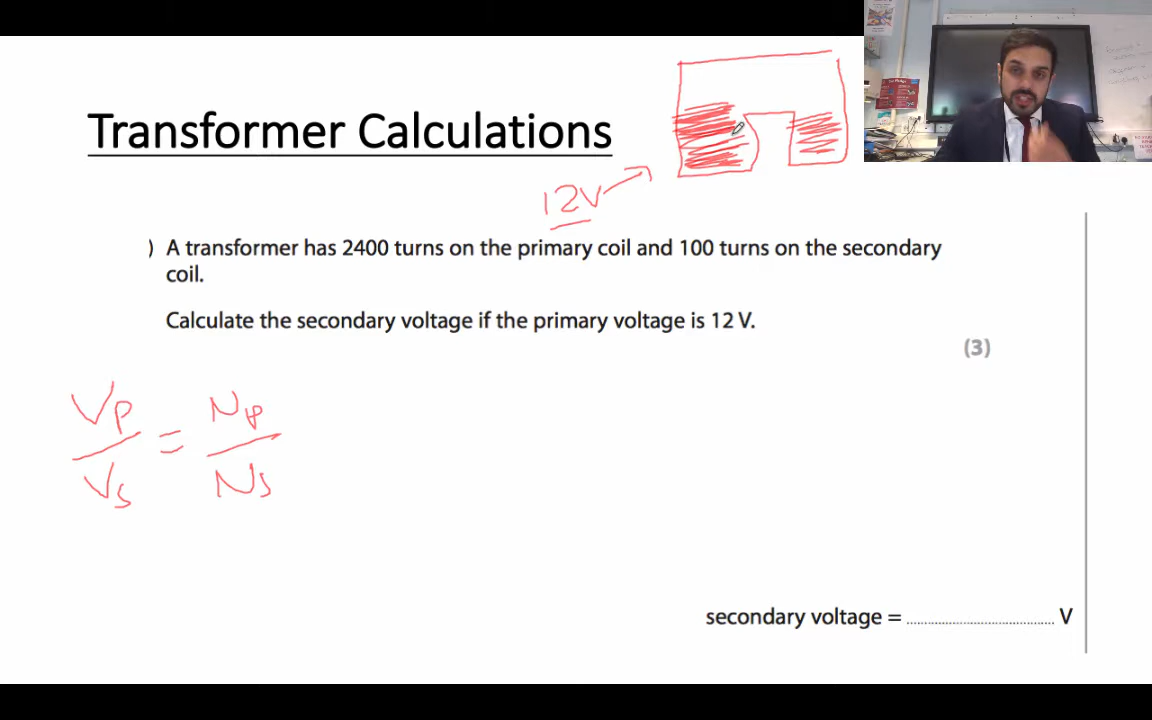 Transformer Calculations
12V
) A transformer has 2400 turns on the primary coil and 100 turns on the secondary
coil.
Calculate the secondary voltage if the primary voltage is 12 V.
(3)
Vp/Vs = Np/Ns
secondary voltage = .................................... V